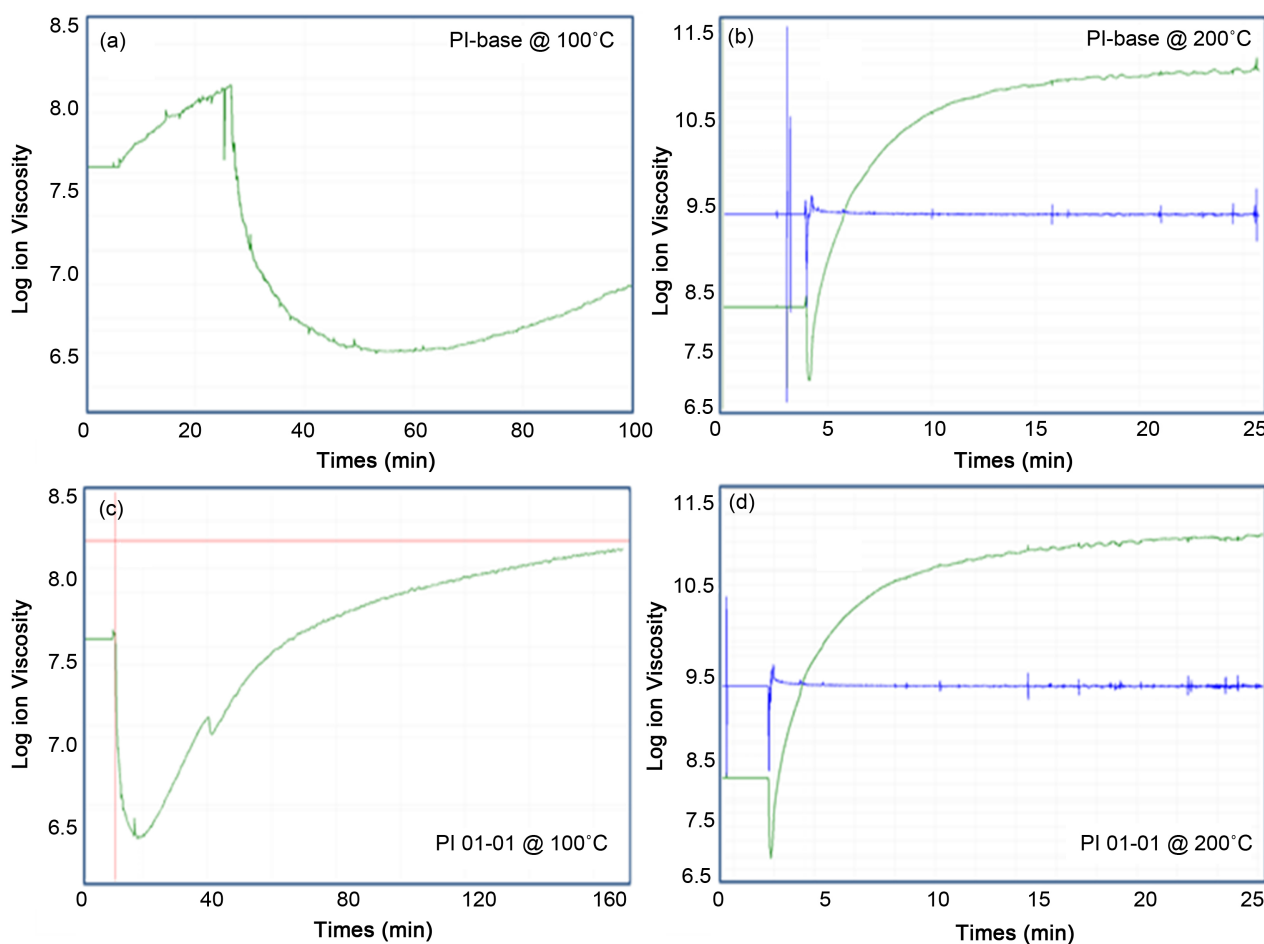 (a)
PI-base @ 100˚C
8.5
8.0
7.5
7.0
6.5
Log ion Viscosity
0 20 40 60 80 100
Times (min)
(b)
PI-base @ 200˚C
11.5
10.5
9.5
8.5
7.5
6.5
Log ion Viscosity
0 5 10 15 20 25
Times (min)
(c)
8.5
8.0
7.5
7.0
6.5
Log ion Viscosity
PI 01-01 @ 100˚C
0 40 80 120 160
Times (min)
(d)
11.5
10.5
9.5
8.5
7.5
6.5
Log ion Viscosity
PI 01-01 @ 200˚C
0 5 10 15 20 25
Times (min)